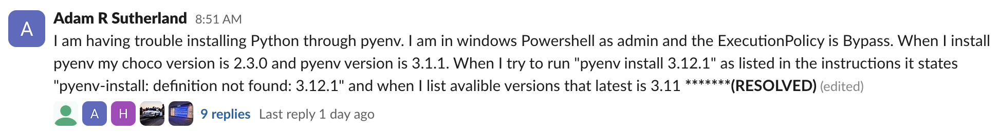 A
Adam R Sutherland 8:51 AM
I am having trouble installing Python through pyenv. I am in windows Powershell as admin and the ExecutionPolicy is Bypass. When I install
pyenv my choco version is 2.3.0 and pyenv version is 3.1.1. When I try to run "pyenv install 3.12.1" as listed in the instructions it states
"pyenv-install: definition not found: 3.12.1" and when I list avalible versions that latest is 3.11 *******(RESOLVED) (edited)
A H 9 replies Last reply 1 day ago